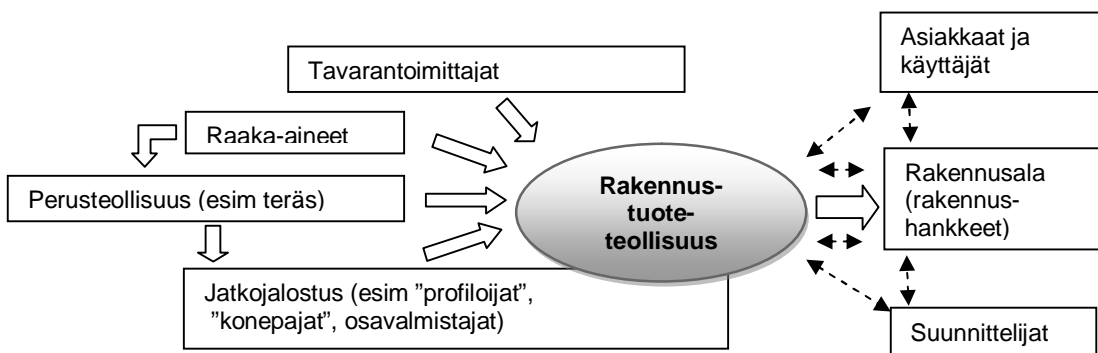 Tavarantoimittajat
Raaka-aineet
Perusteollisuus (esim teräs)
Jatkojalostus (esim ”profiloijat”,
”konepajat”, osavalmistajat)
Rakennus-
tuote-
teollisuus
Asiakkaat ja
käyttäjät
Rakennusala
(rakennus-
hankkeet)
Suunnittelijat